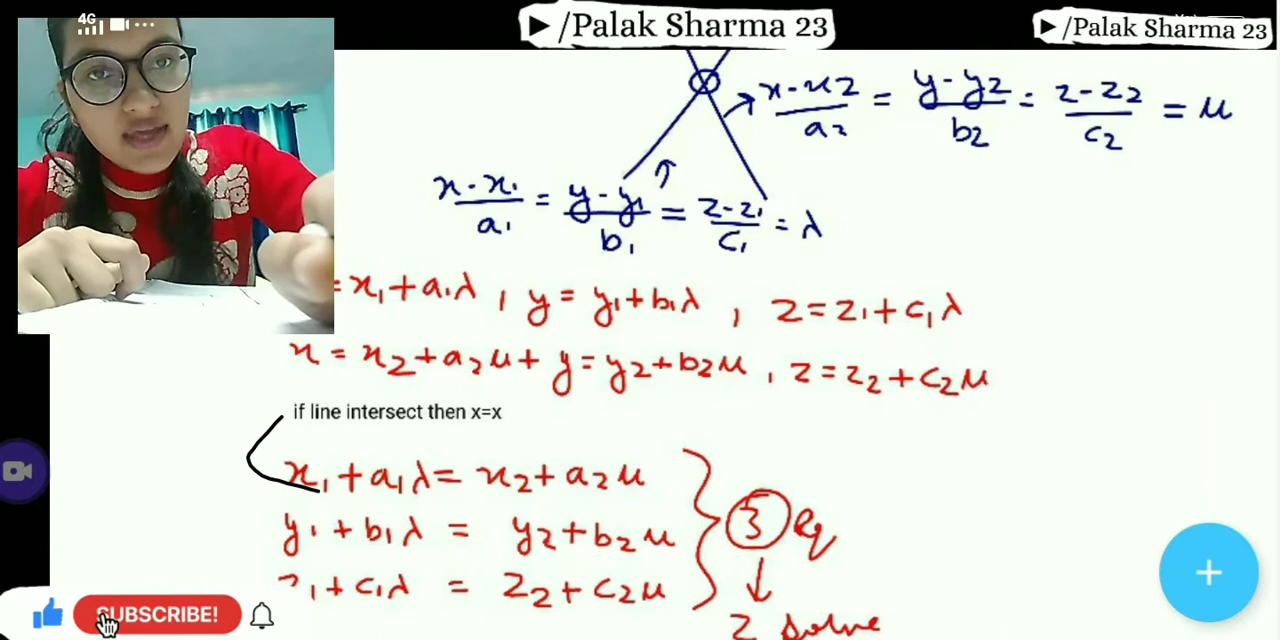 4G ...
▶/Palak Sharma 23
▶/Palak Sharma 23
x-x2/a2 = y-y2/b2 = z-z2/c2 = μ
x-x1/a1 = y-y1/b1 = z-z1/c1 = λ
= x1+a1λ, y = y1+b1λ, z=z1+c1λ
x = x2+a2μ+ y=y2+b2μ, z=z2+c2μ
if line intersect then x=x
x1+a1λ= x2+a2μ
y1+b1λ = y2+b2μ
1+c1λ = z2+c2μ
3 eq
2 solve
SUBSCRIBE!
+